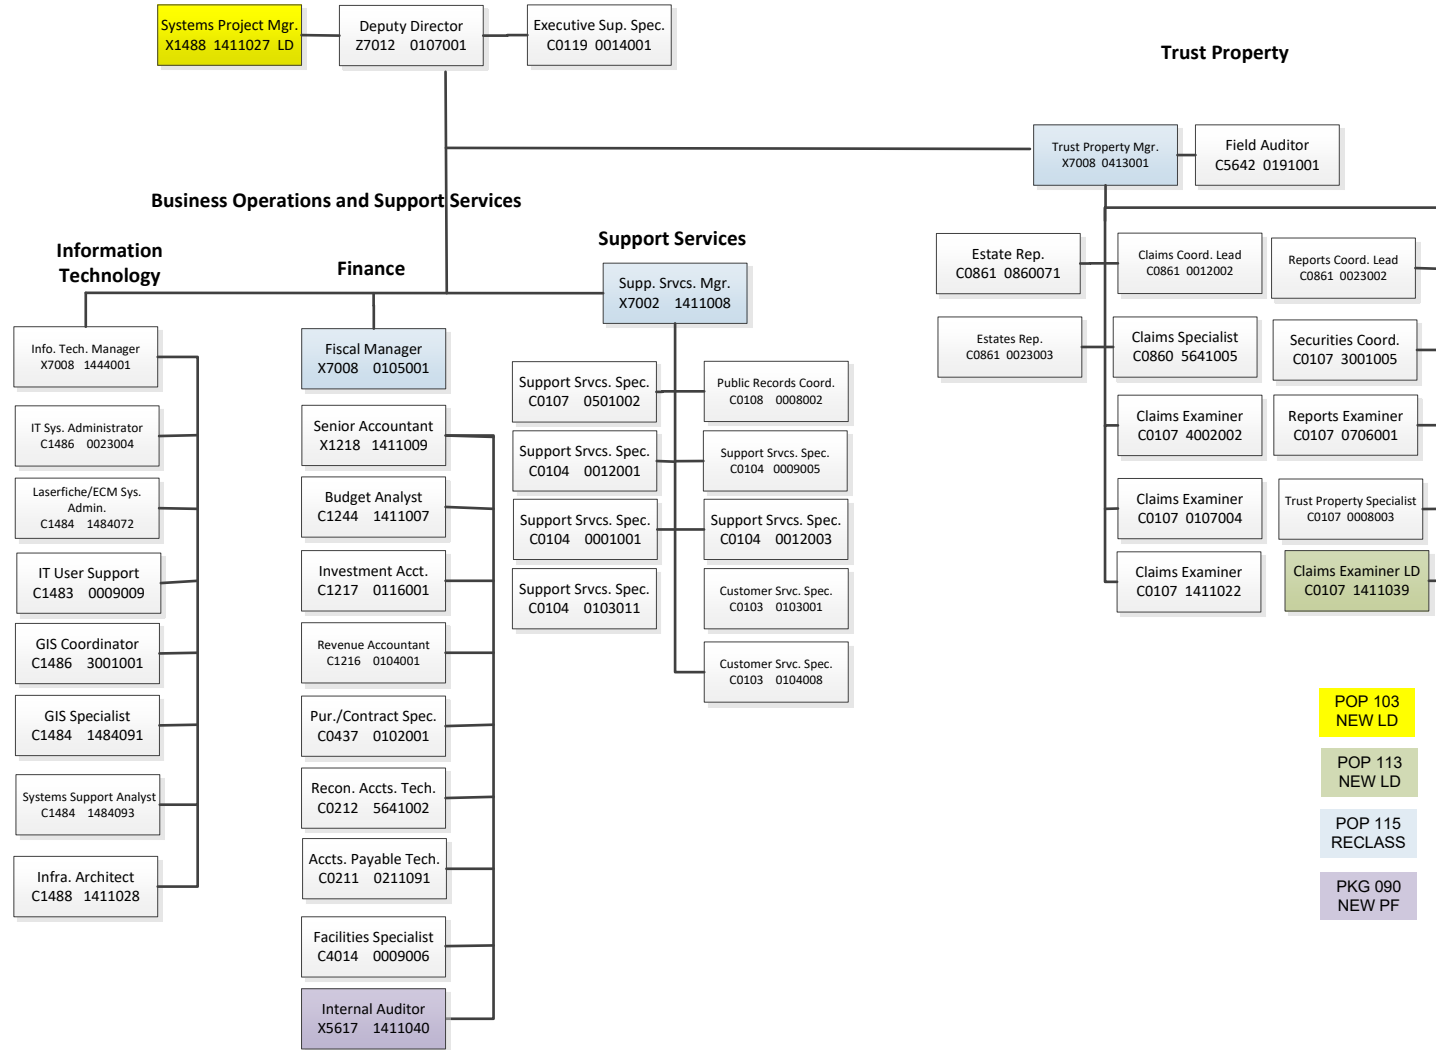 Systems Project Mgr.
X1488 1411027 LD
Deputy Director
Z7012 0107001
Executive Sup. Spec.
C0119 0014001
Trust Property
Trust Property Mgr.
X7008 0413001
Field Auditor
C5642 0191001
Business Operations and Support Services
Information
Technology
Finance
Support Services
Supp. Srvcs. Mgr.
X7002 1411008
Info. Tech. Manager
X7008 1444001
IT Sys. Administrator
C1486 0023004
Laserfiche/ECM Sys.
Admin.
C1484 1484072
IT User Support
C1483 0009009
GIS Coordinator
C1486 3001001
GIS Specialist
C1484 1484091
Systems Support Analyst
C1484 1484093
Infra. Architect
C1488 1411028
Fiscal Manager
X7008 0105001
Senior Accountant
X1218 1411009
Budget Analyst
C1244 1411007
Investment Acct.
C1217 0116001
Revenue Accountant
C1216 0104001
Pur./Contract Spec.
C0437 0102001
Recon. Accts. Tech.
C0212 5641002
Accts. Payable Tech.
C0211 0211091
Facilities Specialist
C4014 0009006
Internal Auditor
X5617 1411040
Support Srvcs. Spec.
C0107 0501002
Public Records Coord.
C0108 0008002
Support Srvcs. Spec.
C0104 0012001
Support Srvcs. Spec.
C0104 0009005
Support Srvcs. Spec.
C0104 0001001
Support Srvcs. Spec.
C0104 0012003
Support Srvcs. Spec.
C0104 0103011
Customer Srvc. Spec.
C0103 0103001
Customer Srvc. Spec.
C0103 0104008
Estate Rep.
C0861 0860071
Claims Coord. Lead
C0861 0012002
Reports Coord. Lead
C0861 0023002
Estates Rep.
C0861 0023003
Claims Specialist
C0860 5641005
Securities Coord.
C0107 3001005
Claims Examiner
C0107 4002002
Reports Examiner
C0107 0706001
Claims Examiner
C0107 0107004
Trust Property Specialist
C0107 0008003
Claims Examiner
C0107 1411022
Claims Examiner LD
C0107 1411039
POP 103
NEW LD
POP 113
NEW LD
POP 115
RECLASS
PKG 090
NEW PF